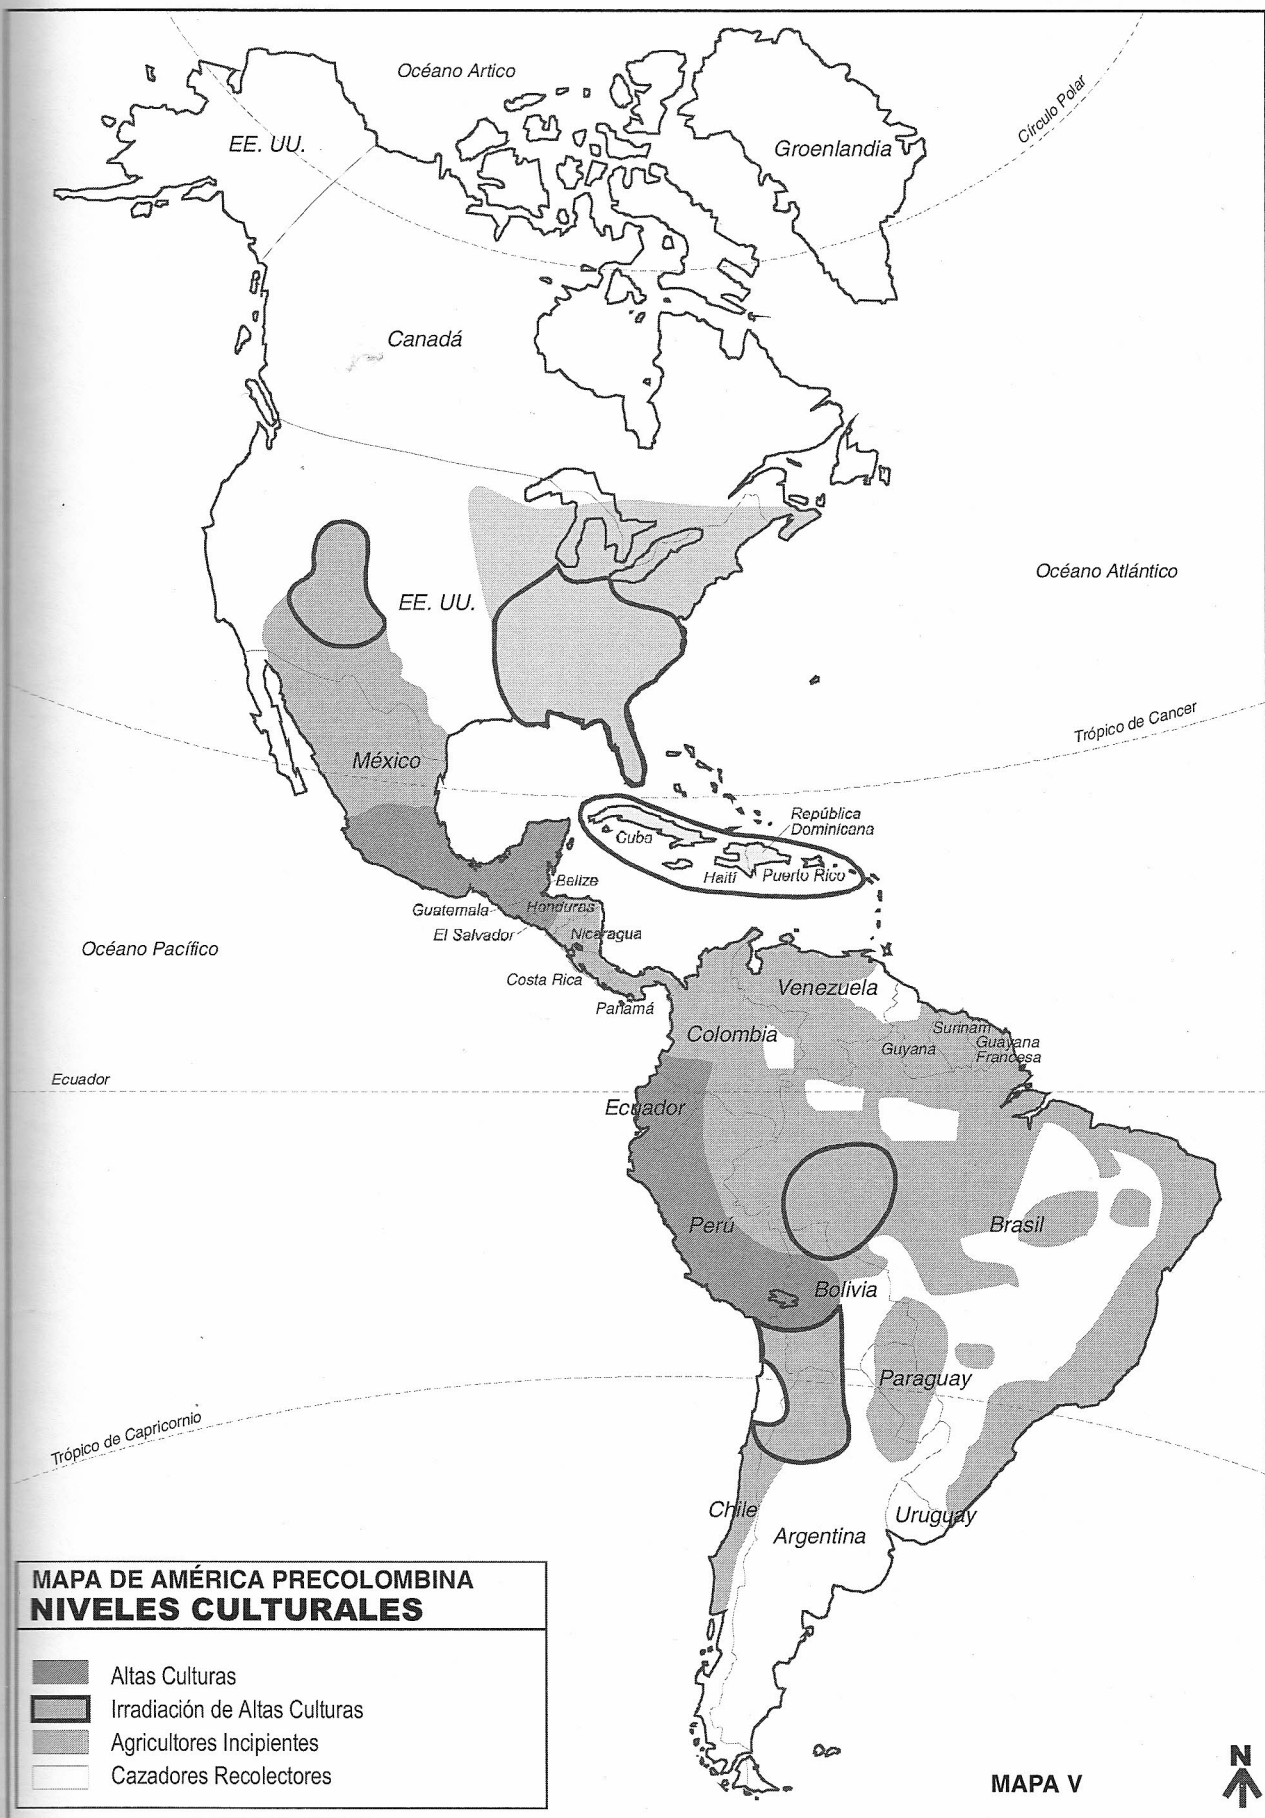 Océano Artico
Círculo Polar
EE. UU.
Groenlandia
Canadá
Océano Atlántico
EE. UU.
Trópico de Cancer
México
República
Dominicana
Cuba
Haití
Puerto Rico
Belize
Guatemala
Honduras
El Salvador
Nicaragua
Océano Pacífico
Costa Rica
Panamá
Venezuela
Colombia
Surinam
Guyana
Guayana
Francesa
Ecuador
Ecuador
Perú
Brasil
Bolivia
Paraguay
Trópico de Capricornio
Chile
Uruguay
Argentina
MAPA DE AMÉRICA PRECOLOMBINA
NIVELES CULTURALES
Altas Culturas
Irradiación de Altas Culturas
Agricultores Incipientes
Cazadores Recolectores
MAPA V
N